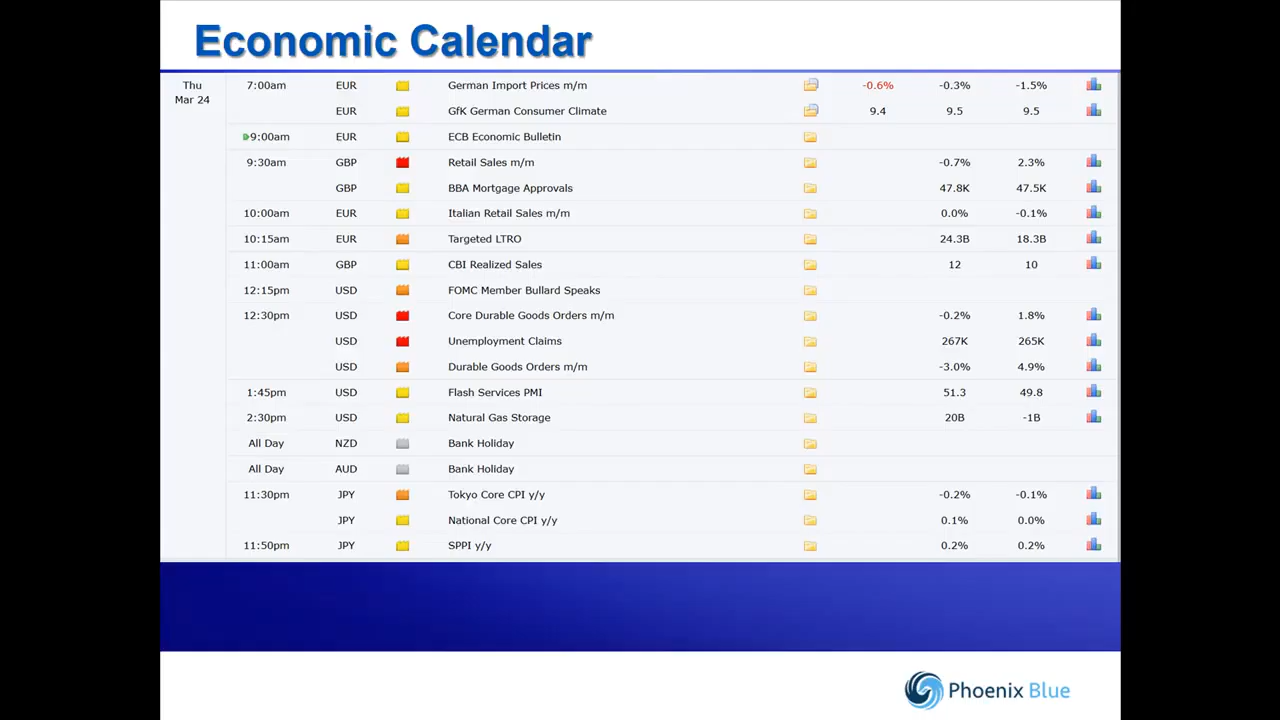 Economic Calendar
Thu 7:00am EUR German Import Prices m/m -0.6% -0.3% -1.5%
Mar 24
EUR GfK German Consumer Climate 9.4 9.5 9.5
9:00am EUR ECB Economic Bulletin
9:30am GBP Retail Sales m/m -0.7% 2.3%
GBP BBA Mortgage Approvals 47.8K 47.5K
10:00am EUR Italian Retail Sales m/m 0.0% -0.1%
10:15am EUR Targeted LTRO 24.3B 18.3B
11:00am GBP CBI Realized Sales 12 10
12:15pm USD FOMC Member Bullard Speaks
12:30pm USD Core Durable Goods Orders m/m -0.2% 1.8%
USD Unemployment Claims 267K 265K
USD Durable Goods Orders m/m -3.0% 4.9%
1:45pm USD Flash Services PMI 51.3 49.8
2:30pm USD Natural Gas Storage 20B -1B
All Day NZD Bank Holiday
All Day AUD Bank Holiday
11:30pm JPY Tokyo Core CPI y/y -0.2% -0.1%
JPY National Core CPI y/y 0.1% 0.0%
11:50pm JPY SPPI y/y 0.2% 0.2%
Phoenix Blue